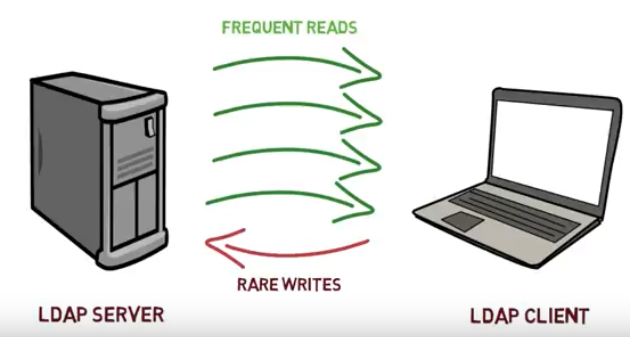 FREQUENT READS
RARE WRITES
LDAP SERVER
LDAP CLIENT